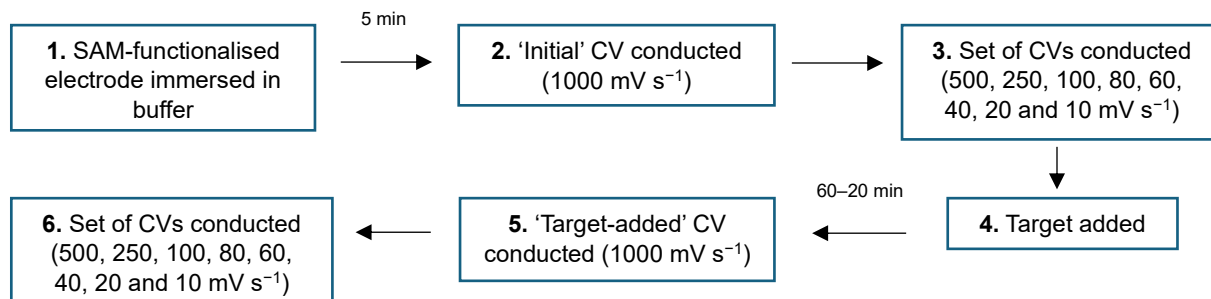 1. SAM-functionalised
electrode immersed in
buffer
5 min
2. ‘Initial’ CV conducted
(1000 mV s⁻¹)
3. Set of CVs conducted
(500, 250, 100, 80, 60,
40, 20 and 10 mV s⁻¹)
4. Target added
60–20 min
5. ‘Target-added’ CV
conducted (1000 mV s⁻¹)
6. Set of CVs conducted
(500, 250, 100, 80, 60,
40, 20 and 10 mV s⁻¹)